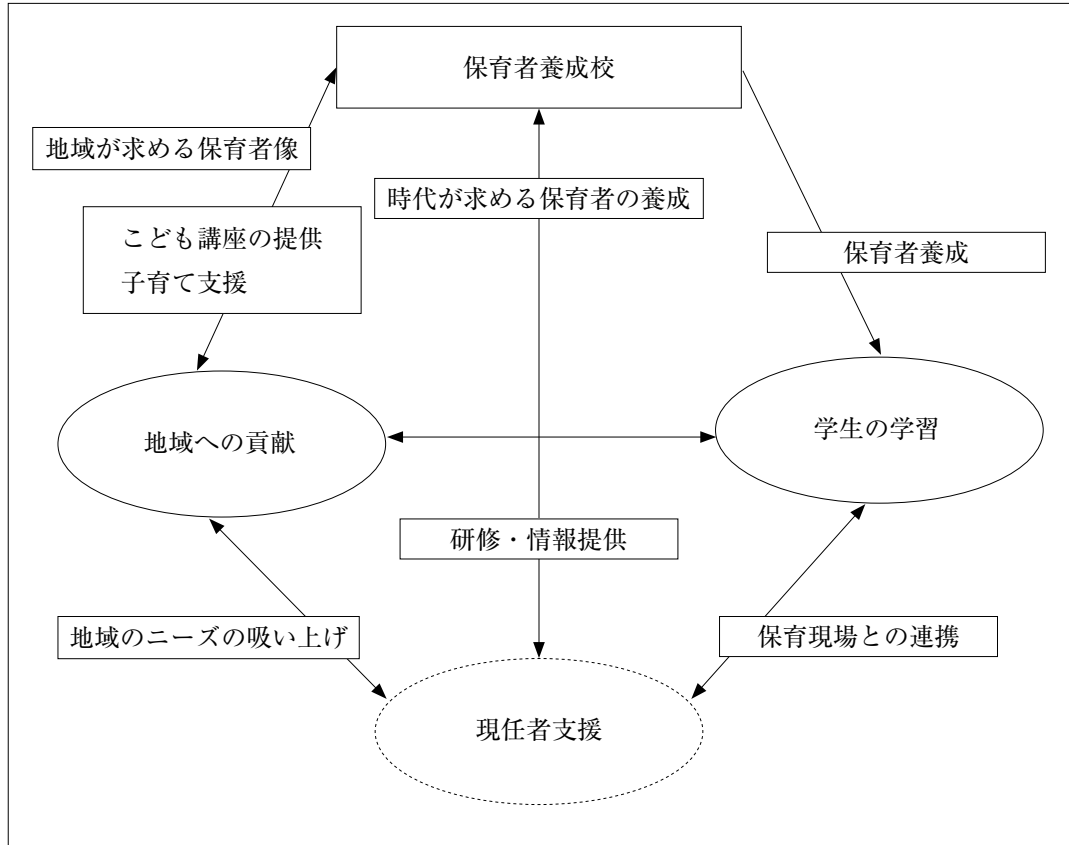 保育者養成校
地域が求める保育者像
時代が求める保育者の養成
こども講座の提供
子育て支援
保育者養成
地域への貢献
学生の学習
研修・情報提供
地域のニーズの吸い上げ
保育現場との連携
現任者支援